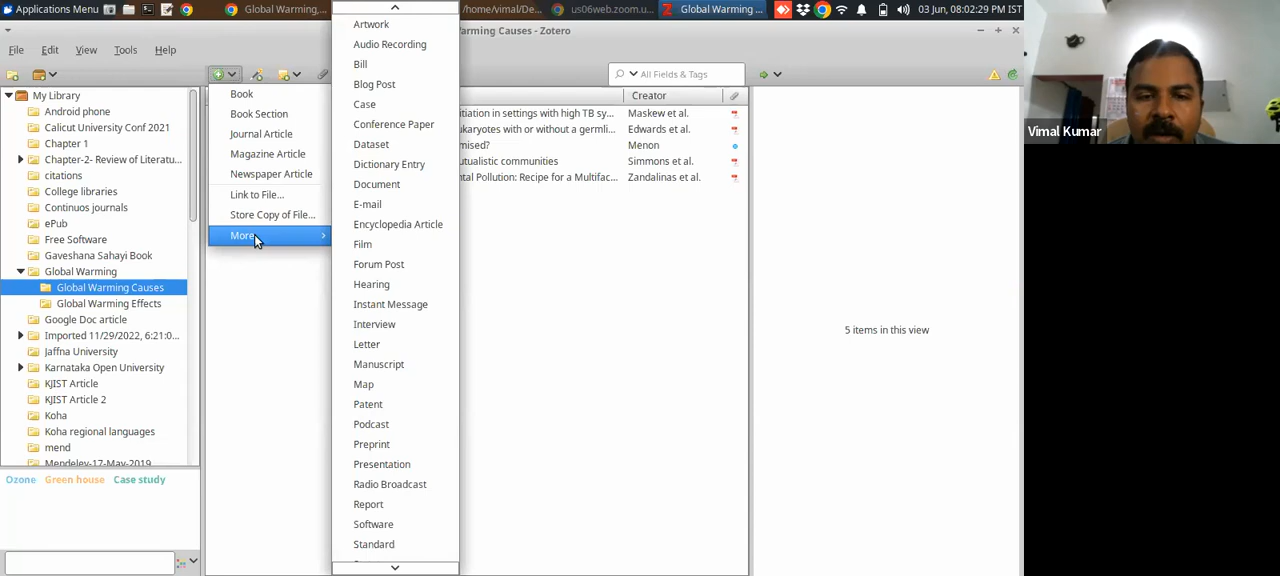 Applications Menu
Global Warming,...
/home/vimal/De...
us06web.zoom.u...
Global Warming ...
03 Jun, 08:02:29 PM IST
arming Causes - Zotero
File Edit View Tools Help
All Fields & Tags
My Library
Android phone
Calicut University Conf 2021
Chapter 1
Chapter-2- Review of Literatu...
citations
College libraries
Continuos journals
ePub
Free Software
Gaveshana Sahayi Book
Global Warming
Global Warming Causes
Global Warming Effects
Google Doc article
Imported 11/29/2022, 6:21:0...
Jaffna University
Karnataka Open University
KJIST Article
KJIST Article 2
Koha
Koha regional languages
mend
Mendeley-17-May-2019
Ozone Green house Case study
Book
Book Section
Journal Article
Magazine Article
Newspaper Article
Link to File...
Store Copy of File...
More
Artwork
Audio Recording
Bill
Blog Post
Case
Conference Paper
Dataset
Dictionary Entry
Document
E-mail
Encyclopedia Article
Film
Forum Post
Hearing
Instant Message
Interview
Letter
Manuscript
Map
Patent
Podcast
Preprint
Presentation
Radio Broadcast
Report
Software
Standard
Creator
itiation in settings with high TB sy... Maskew et al.
ukaryotes with or without a germli... Edwards et al.
mised? Menon
utualistic communities Simmons et al.
ntal Pollution: Recipe for a Multifac... Zandalinas et al.
5 items in this view
Vimal Kumar